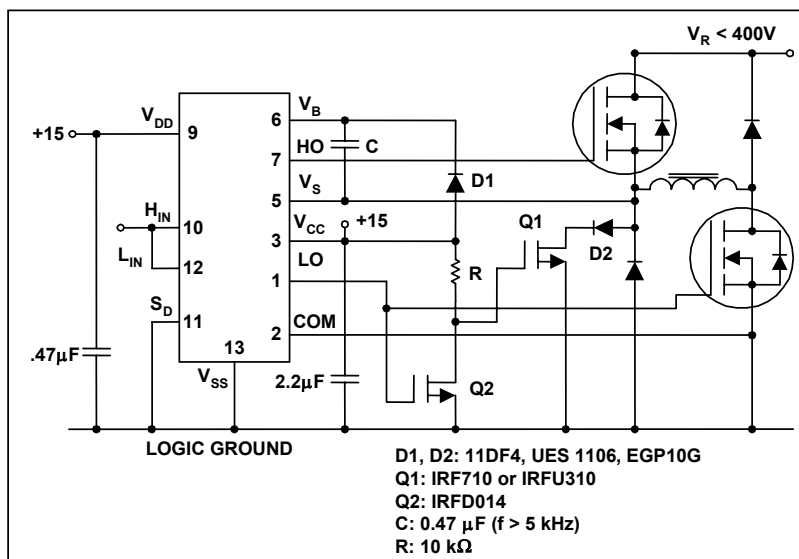 V_R < 400V
V_DD
+15
9
6
V_B
HO
C
7
V_S
D1
5
H_IN
10
V_CC
+15
3
LO
Q1
D2
L_IN
12
R
1
S_D
11
COM
2
13
.47μF
V_SS
2.2μF
Q2
LOGIC GROUND
D1, D2: 11DF4, UES 1106, EGP10G
Q1: IRF710 or IRFU310
Q2: IRFD014
C: 0.47 μF (f > 5 kHz)
R: 10 kΩ